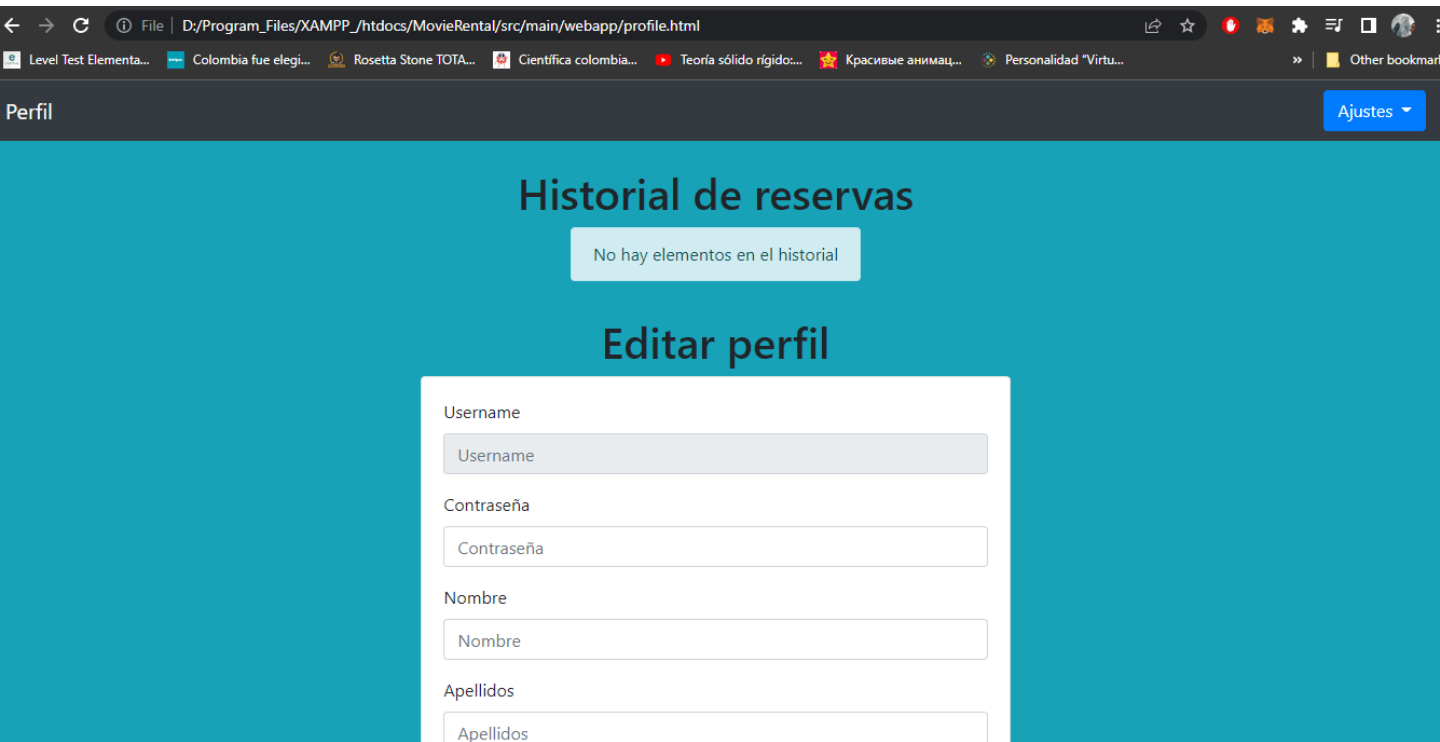 File D:/Program_Files/XAMPP_/htdocs/MovieRental/src/main/webapp/profile.html
Level Test Elementa... Colombia fue elegi... Rosetta Stone TOTA... Científica colombia... Teoría sólido rígido:... Красивые анимац... Personalidad "Virtu... » Other bookmar
Perfil Ajustes
Historial de reservas
No hay elementos en el historial
Editar perfil
Username
Username
Contraseña
Contraseña
Nombre
Nombre
Apellidos
Apellidos